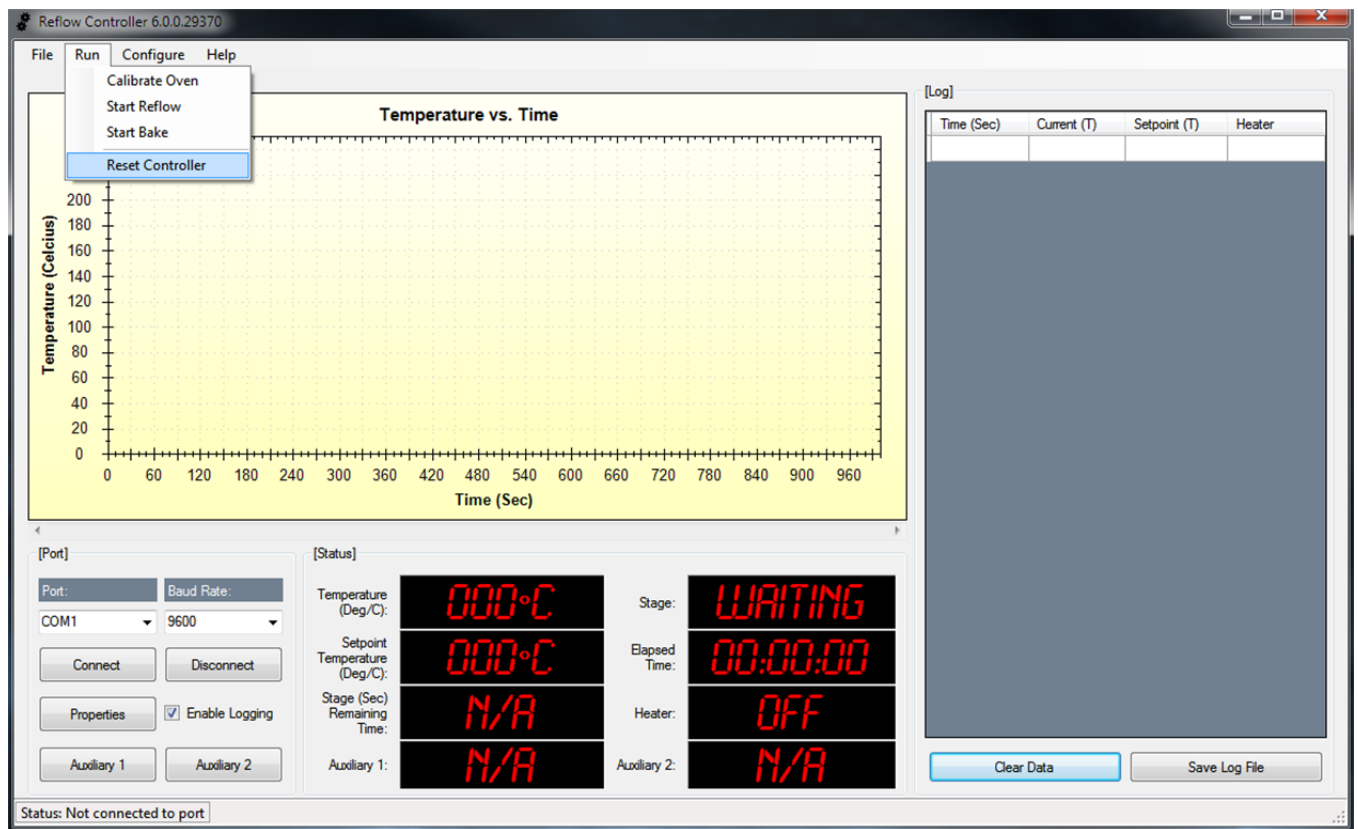 Reflow Controller 6.0.0.29370
File Run Configure Help
Calibrate Oven
Start Reflow
Start Bake
Reset Controller
Temperature vs. Time
Temperature (Celcius)
200
180
160
140
120
100
80
60
40
20
0
0 60 120 180 240 300 360 420 480 540 600 660 720 780 840 900 960
Time (Sec)
[Log]
Time (Sec) Current (T) Setpoint (T) Heater
[Port]
Port: Baud Rate:
COM1 9600
Connect Disconnect
Properties Enable Logging
Auxiliary 1 Auxiliary 2
[Status]
Temperature
(Deg/C):
000°C
Stage:
WAITING
Setpoint
Temperature
(Deg/C):
000°C
Elapsed
Time:
00:00:00
Stage (Sec)
Remaining
Time:
N/A
Heater:
OFF
Auxiliary 1:
N/A
Auxiliary 2:
N/A
Clear Data Save Log File
Status: Not connected to port